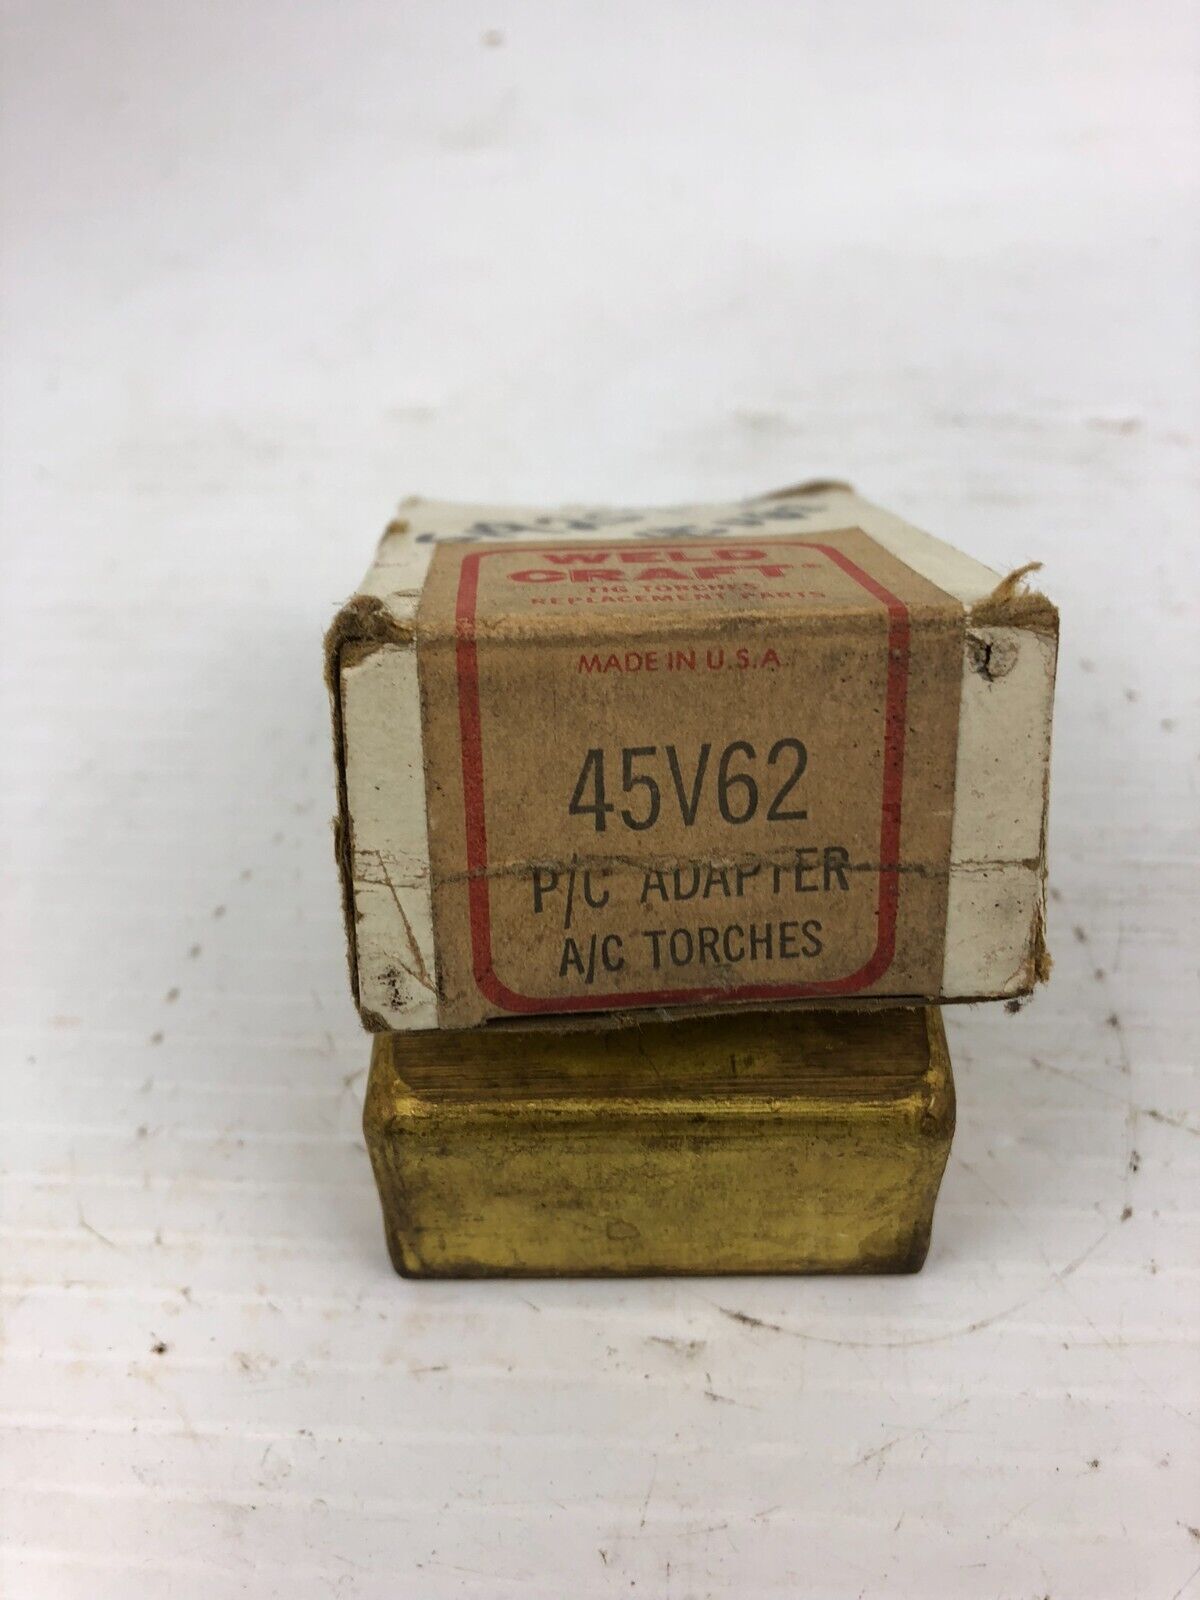 WELD
CRAFT
TIG TORCHES
REPLACEMENT PARTS
MADE IN U.S.A.
45V62
P/C ADAPTER
A/C TORCHES